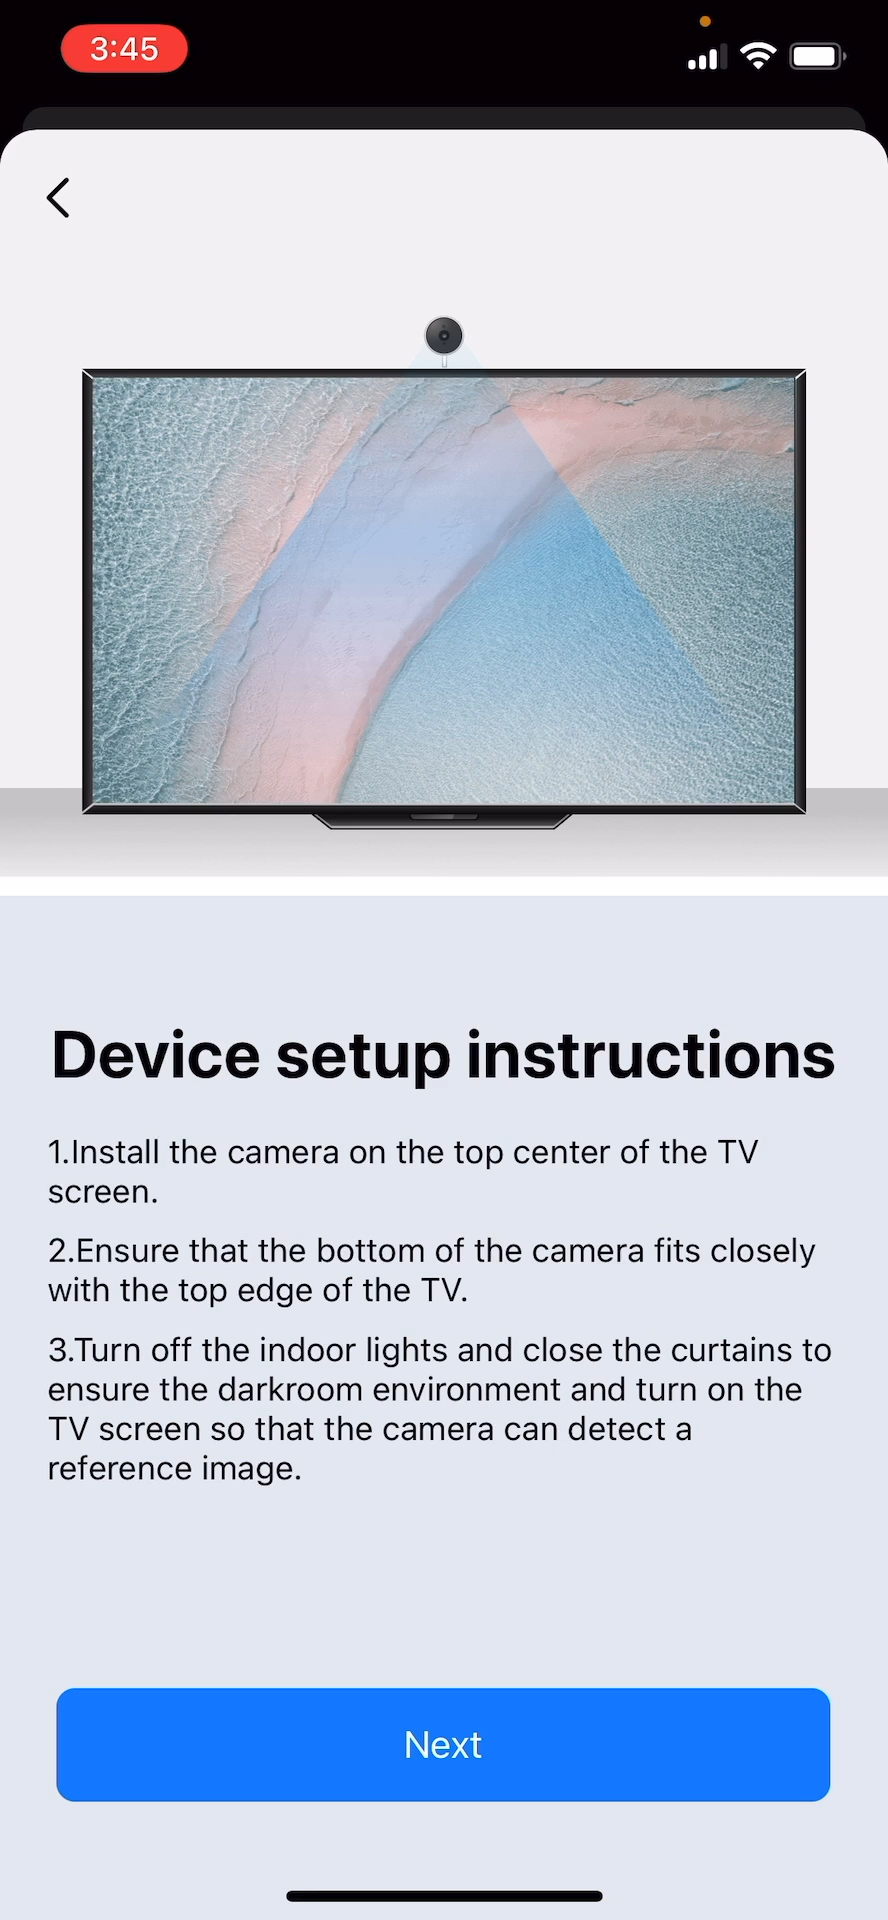 3:45
Device setup instructions
1.Install the camera on the top center of the TV
screen.
2.Ensure that the bottom of the camera fits closely
with the top edge of the TV.
3.Turn off the indoor lights and close the curtains to
ensure the darkroom environment and turn on the
TV screen so that the camera can detect a
reference image.
Next